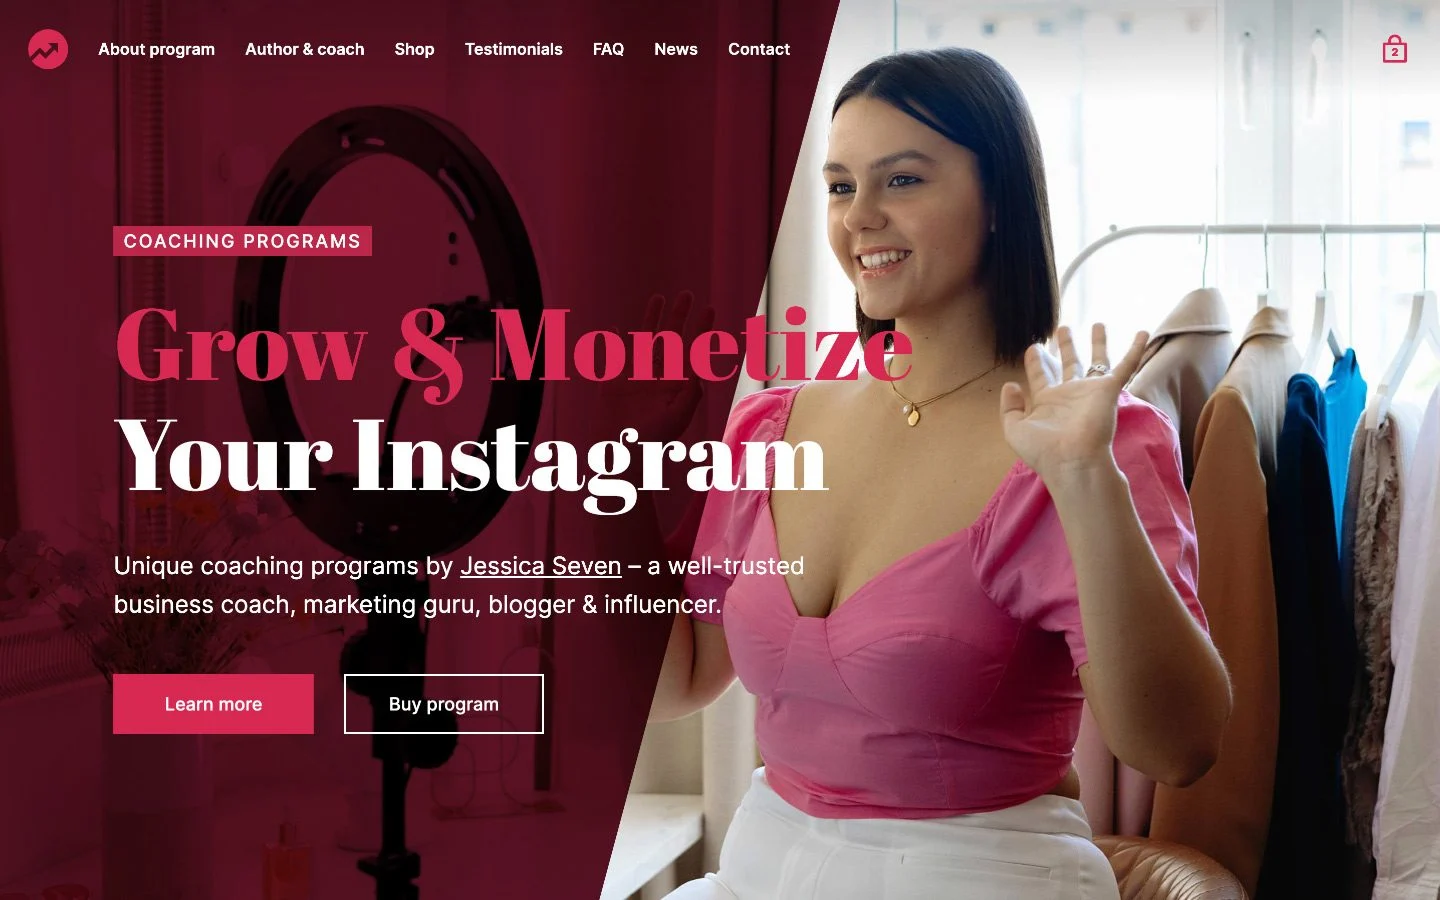 About program Author & coach Shop Testimonials FAQ News Contact
2
COACHING PROGRAMS
Grow & Monetize
Your Instagram
Unique coaching programs by Jessica Seven – a well-trusted
business coach, marketing guru, blogger & influencer.
Learn more Buy program